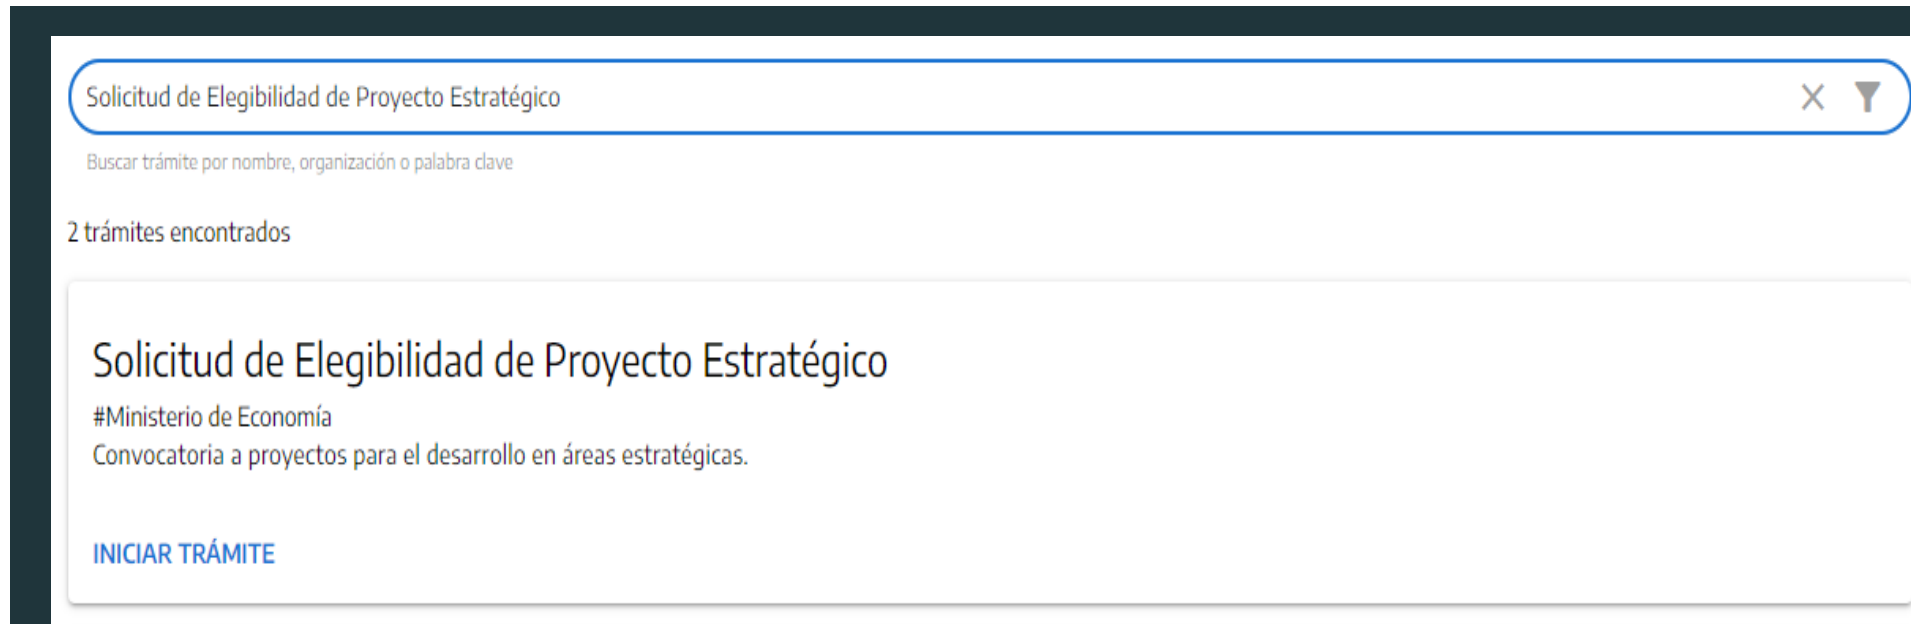 Solicitud de Elegibilidad de Proyecto Estratégico
Buscar trámite por nombre, organización o palabra clave
2 trámites encontrados
Solicitud de Elegibilidad de Proyecto Estratégico
#Ministerio de Economía
Convocatoria a proyectos para el desarrollo en áreas estratégicas.
INICIAR TRÁMITE